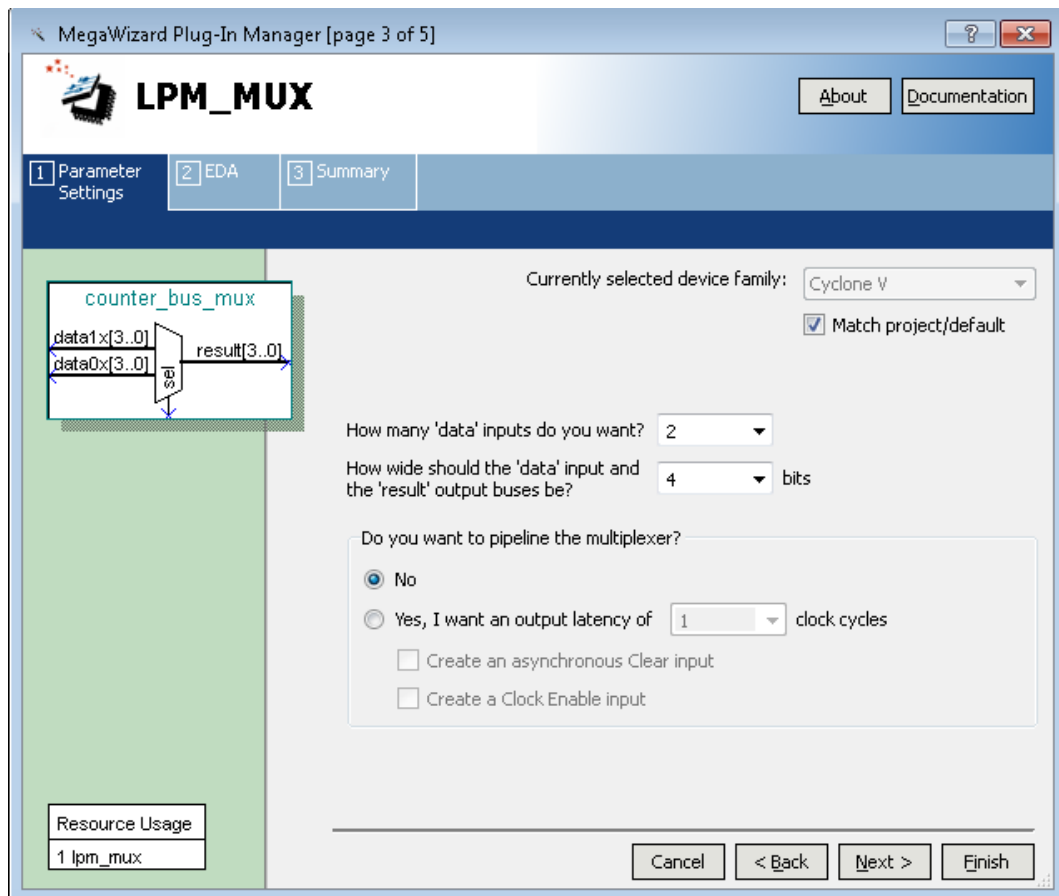 MegaWizard Plug-In Manager [page 3 of 5]
LPM_MUX
About
Documentation
1 Parameter
Settings
2 EDA
3 Summary
counter_bus_mux
data1x[3..0]
data0x[3..0]
result[3..0]
sel
Currently selected device family:
Cyclone V
Match project/default
How many 'data' inputs do you want?
2
How wide should the 'data' input and
the 'result' output buses be?
4
bits
Do you want to pipeline the multiplexer?
No
Yes, I want an output latency of
1
clock cycles
Create an asynchronous Clear input
Create a Clock Enable input
Resource Usage
1 lpm_mux
Cancel
< Back
Next >
Finish